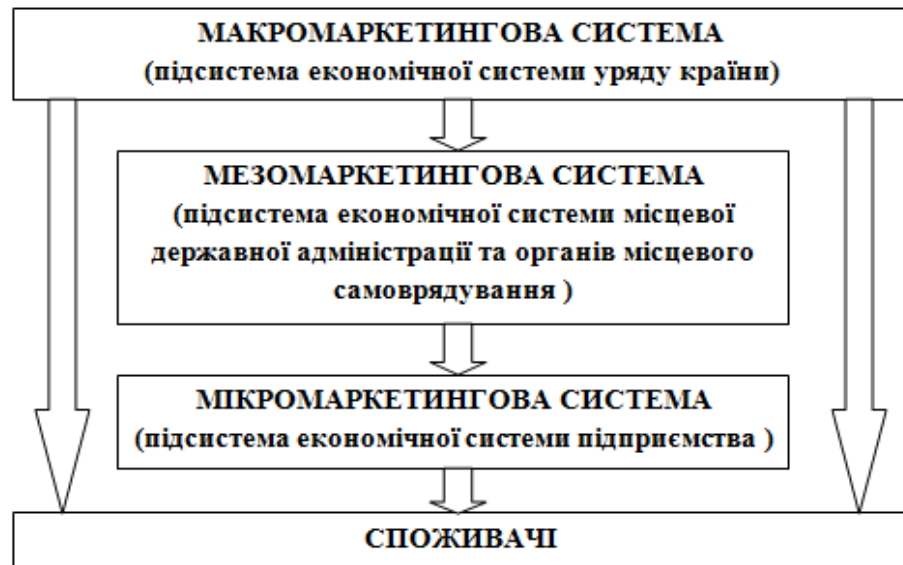 МАКРОМАРКЕТИНГОВА СИСТЕМА
(підсистема економічної системи уряду країни)
МЕЗОМАРКЕТИНГОВА СИСТЕМА
(підсистема економічної системи місцевої
державної адміністрації та органів місцевого
самоврядування )
МІКРОМАРКЕТИНГОВА СИСТЕМА
(підсистема економічної системи підприємства )
СПОЖИВАЧІ